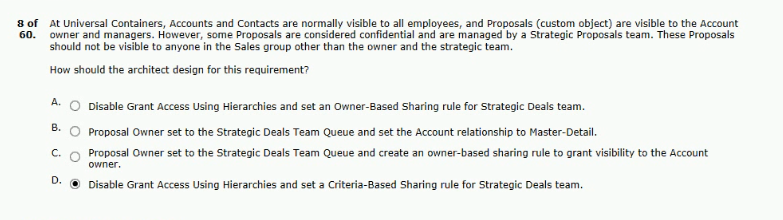 8 of At Universal Containers, Accounts and Contacts are normally visible to all employees, and Proposals (custom object) are visible to the Account
60. owner and managers. However, some Proposals are considered confidential and are managed by a Strategic Proposals team. These Proposals
should not be visible to anyone in the Sales group other than the owner and the strategic team.
How should the architect design for this requirement?
A. Disable Grant Access Using Hierarchies and set an Owner-Based Sharing rule for Strategic Deals team.
B. Proposal Owner set to the Strategic Deals Team Queue and set the Account relationship to Master-Detail.
C. Proposal Owner set to the Strategic Deals Team Queue and create an owner-based sharing rule to grant visibility to the Account
owner.
D. Disable Grant Access Using Hierarchies and set a Criteria-Based Sharing rule for Strategic Deals team.